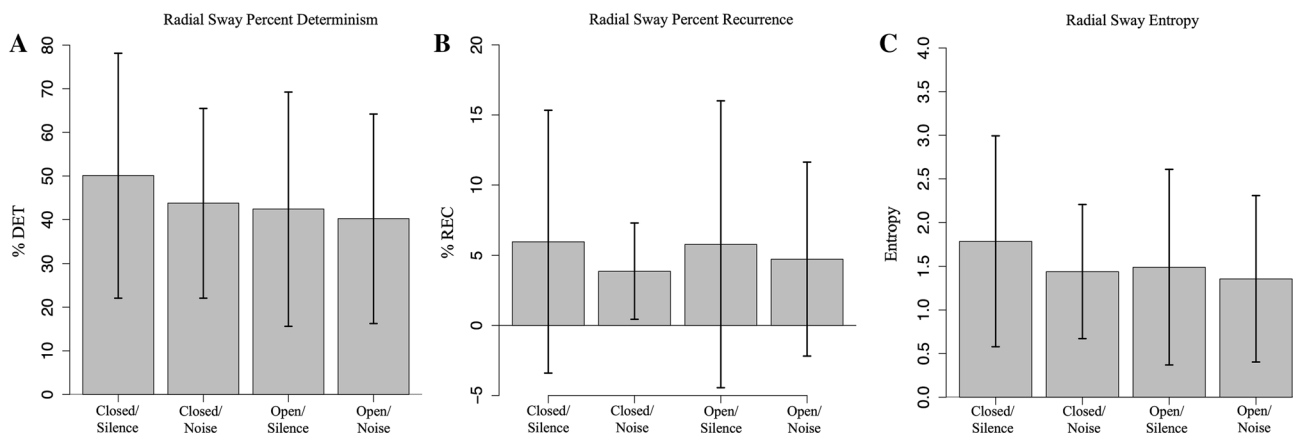 Radial Sway Percent Determinism
A
80
70
60
50
40
30
20
10
0
% DET
Closed/
Silence
Closed/
Noise
Open/
Silence
Open/
Noise
Radial Sway Percent Recurrence
B
20
15
10
5
0
−5
% REC
Closed/
Silence
Closed/
Noise
Open/
Silence
Open/
Noise
Radial Sway Entropy
C
4.0
3.5
3.0
2.5
2.0
1.5
1.0
0.5
0.0
Entropy
Closed/
Silence
Closed/
Noise
Open/
Silence
Open/
Noise